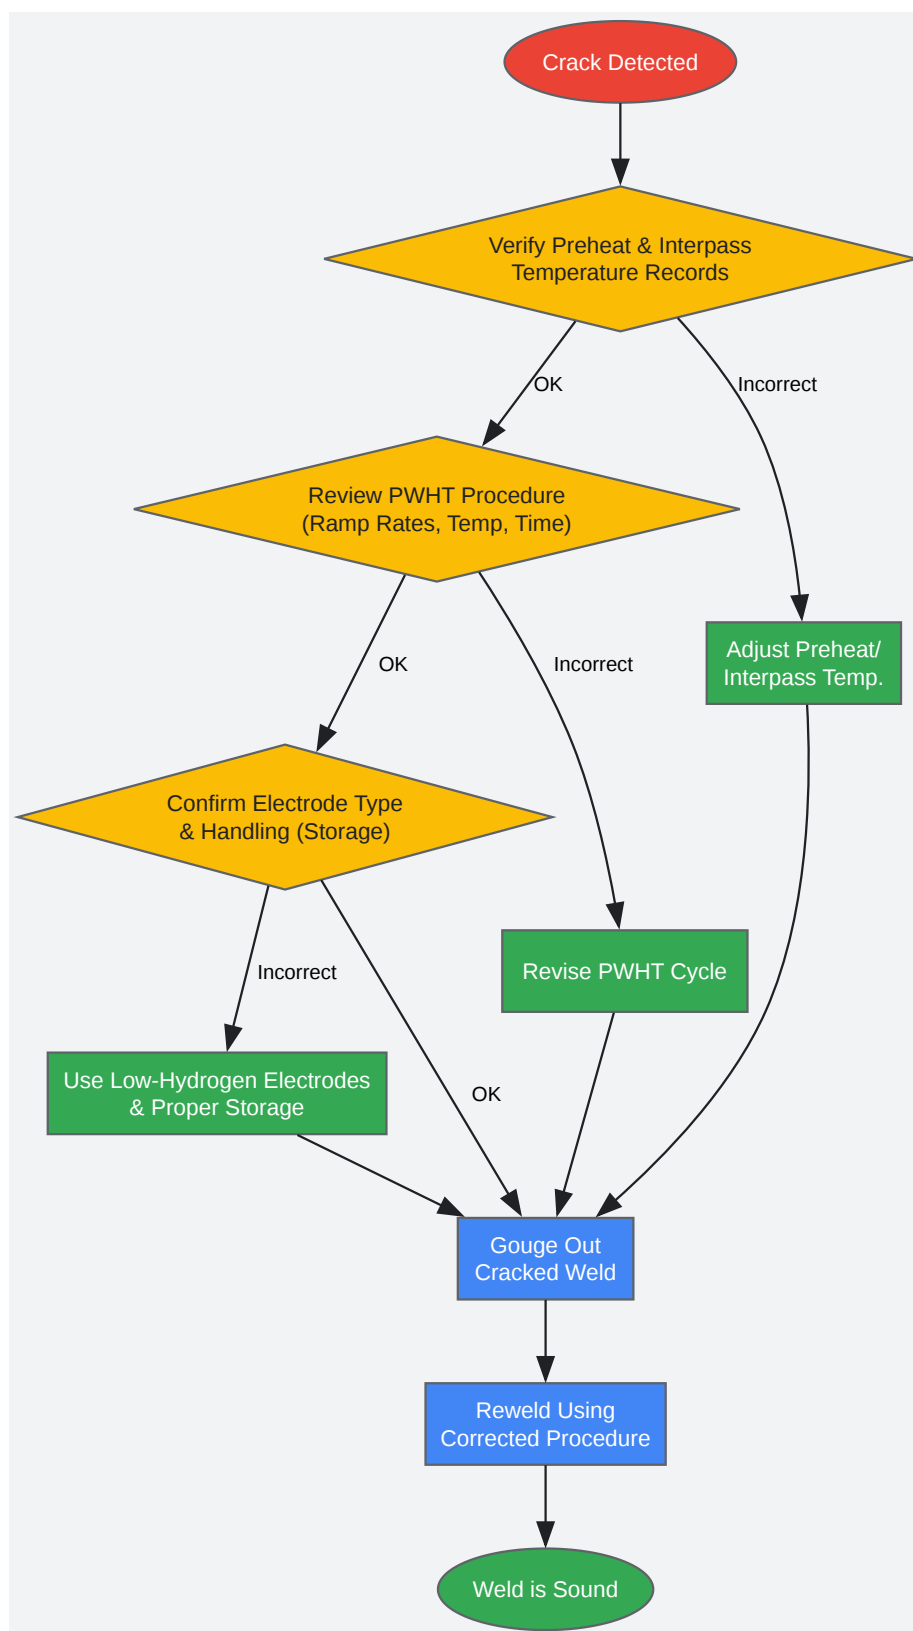 Crack Detected
Verify Preheat & Interpass
Temperature Records
OK
Incorrect
Review PWHT Procedure
(Ramp Rates, Temp, Time)
OK
Incorrect
Adjust Preheat/
Interpass Temp.
Confirm Electrode Type
& Handling (Storage)
Incorrect
Revise PWHT Cycle
Use Low-Hydrogen Electrodes
& Proper Storage
OK
Gouge Out
Cracked Weld
Reweld Using
Corrected Procedure
Weld is Sound